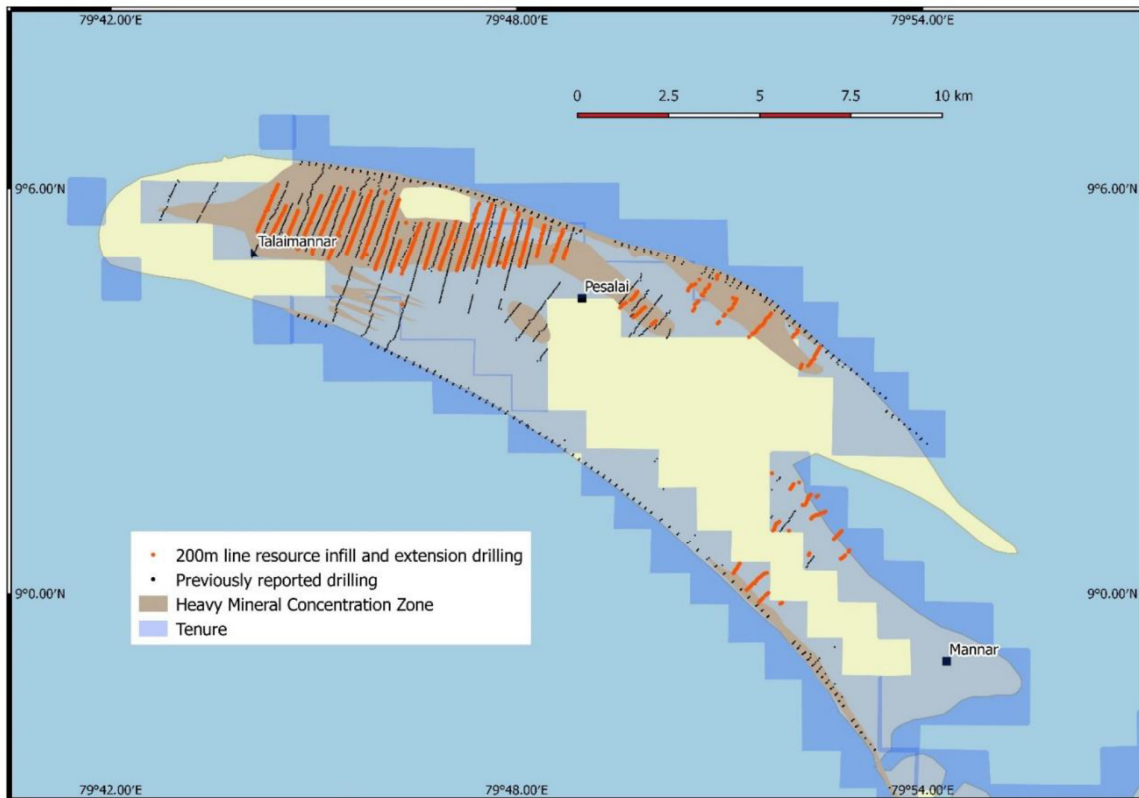 79°42.00'E 79°48.00'E 79°54.00'E
0 2.5 5 7.5 10 km
9°6.00'N 9°6.00'N
Talaimannar
Pesalai
200m line resource infill and extension drilling
Previously reported drilling
Heavy Mineral Concentration Zone
Tenure
9°0.00'N 9°0.00'N
Mannar
79°42.00'E 79°48.00'E 79°54.00'E